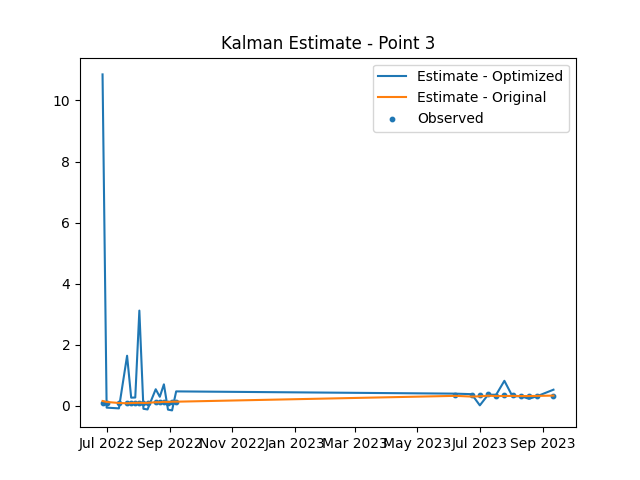 Kalman Estimate - Point 3
Estimate - Optimized
Estimate - Original
Observed
10
8
6
4
2
0
Jul 2022 Sep 2022 Nov 2022 Jan 2023 Mar 2023 May 2023 Jul 2023 Sep 2023